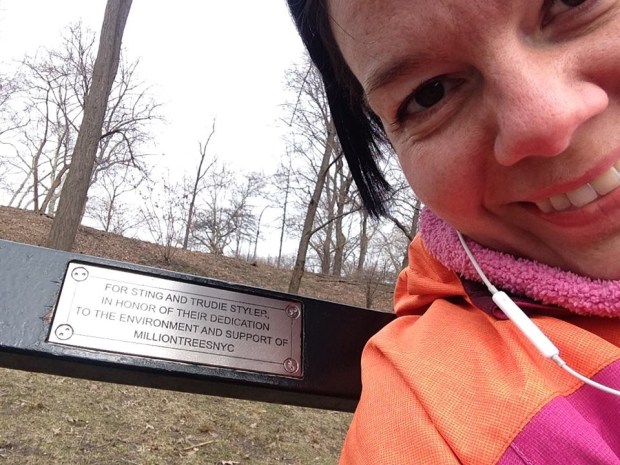 FOR STING AND TRUDIE STYLER,
IN HONOR OF THEIR DEDICATION
TO THE ENVIRONMENT AND SUPPORT OF
MILLIONTREESNYC